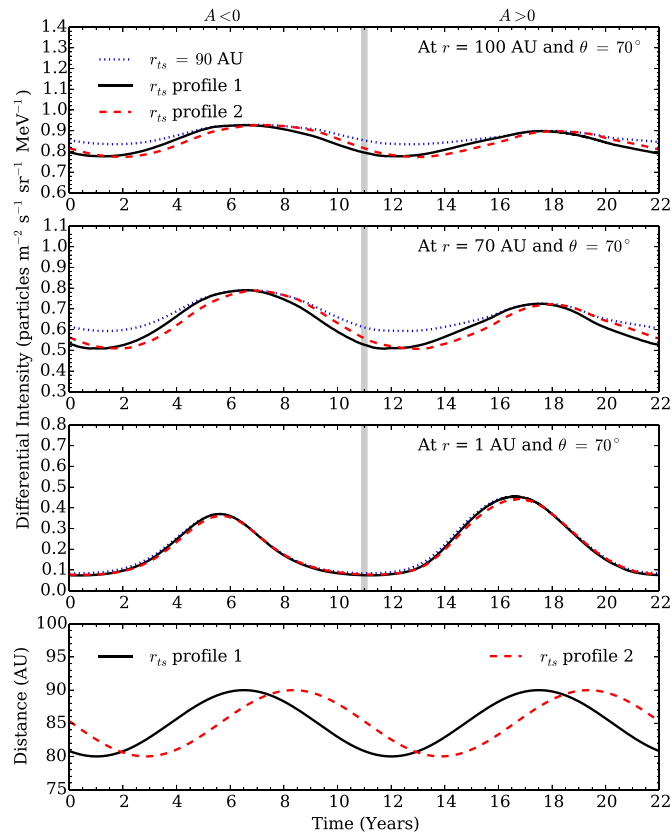 A<0 A>0
Differential Intensity (particles m⁻² s⁻¹ sr⁻¹ MeV⁻¹)
1.4
1.3
1.2
1.1
1.0
0.9
0.8
0.7
0.6
At r = 100 AU and θ = 70°
r_ts = 90 AU
r_ts profile 1
r_ts profile 2
0 2 4 6 8 10 12 14 16 18 20 22
1.1
1.0
0.9
0.8
0.7
0.6
0.5
0.4
0.3
At r = 70 AU and θ = 70°
0 2 4 6 8 10 12 14 16 18 20 22
0.8
0.7
0.6
0.5
0.4
0.3
0.2
0.1
0.0
At r = 1 AU and θ = 70°
0 2 4 6 8 10 12 14 16 18 20 22
Distance (AU)
100
95
90
85
80
75
r_ts profile 1 r_ts profile 2
0 2 4 6 8 10 12 14 16 18 20 22
Time (Years)